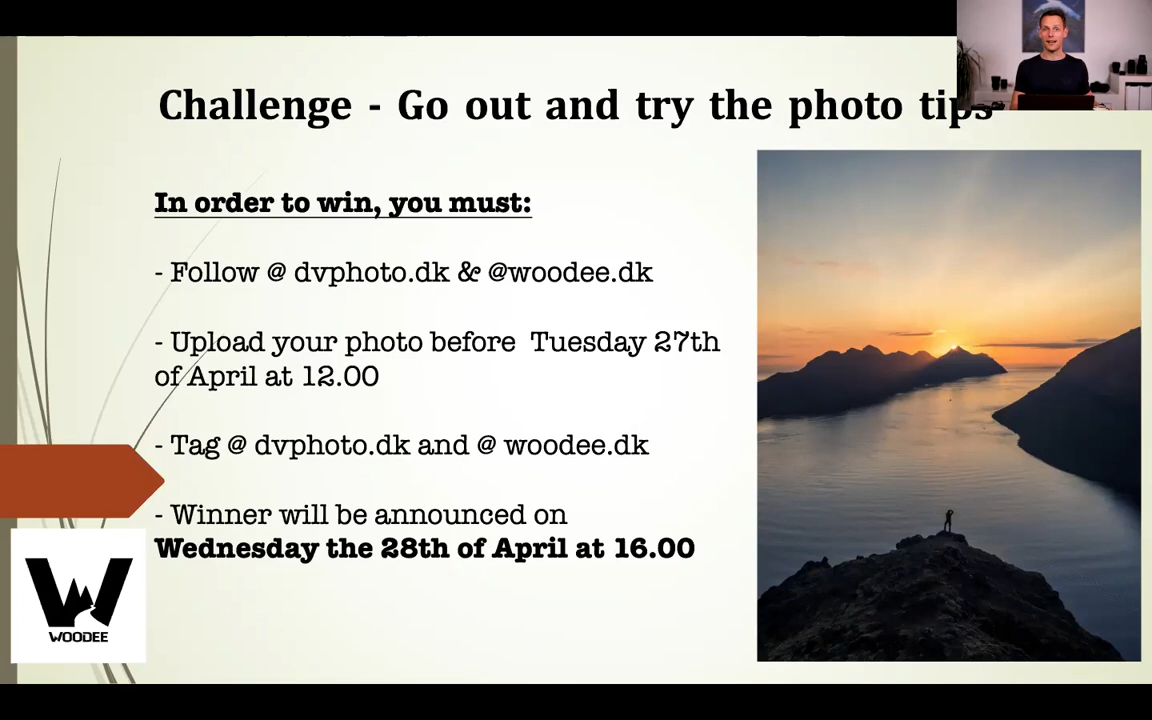 Challenge - Go out and try the photo tips
In order to win, you must:
- Follow @ dvphoto.dk & @woodee.dk
- Upload your photo before Tuesday 27th
of April at 12.00
- Tag @ dvphoto.dk and @ woodee.dk
- Winner will be announced on
Wednesday the 28th of April at 16.00
W
WOODEE